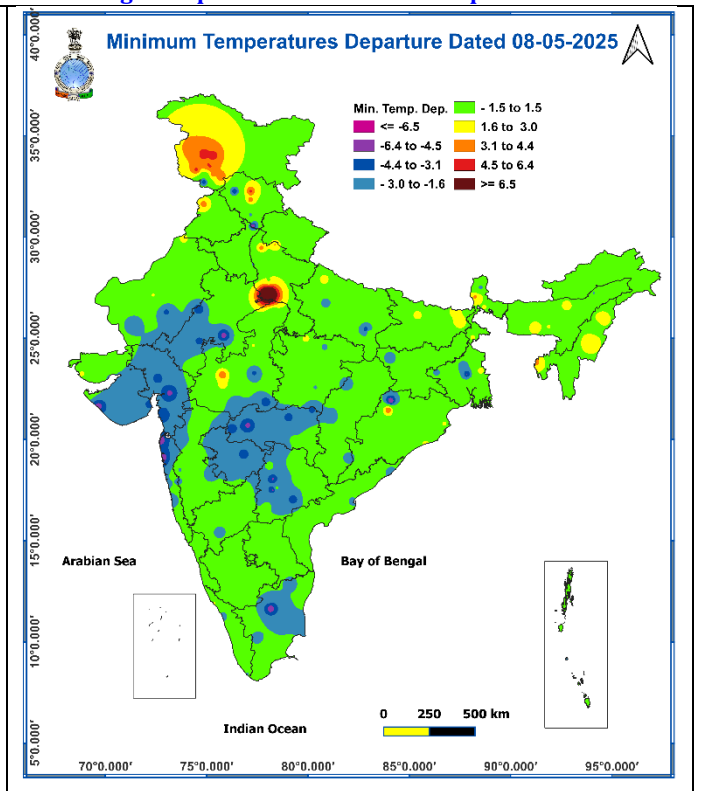 Minimum Temperatures Departure Dated 08-05-2025
Min. Temp. Dep.
<= -6.5
-6.4 to -4.5
-4.4 to -3.1
- 3.0 to -1.6
- 1.5 to 1.5
1.6 to 3.0
3.1 to 4.4
4.5 to 6.4
>= 6.5
40°0.000'
35°0.000'
30°0.000'
25°0.000'
20°0.000'
15°0.000'
10°0.000'
5°0.000'
Arabian Sea
Bay of Bengal
Indian Ocean
0 250 500 km
70°0.000' 75°0.000' 80°0.000' 85°0.000' 90°0.000' 95°0.000'